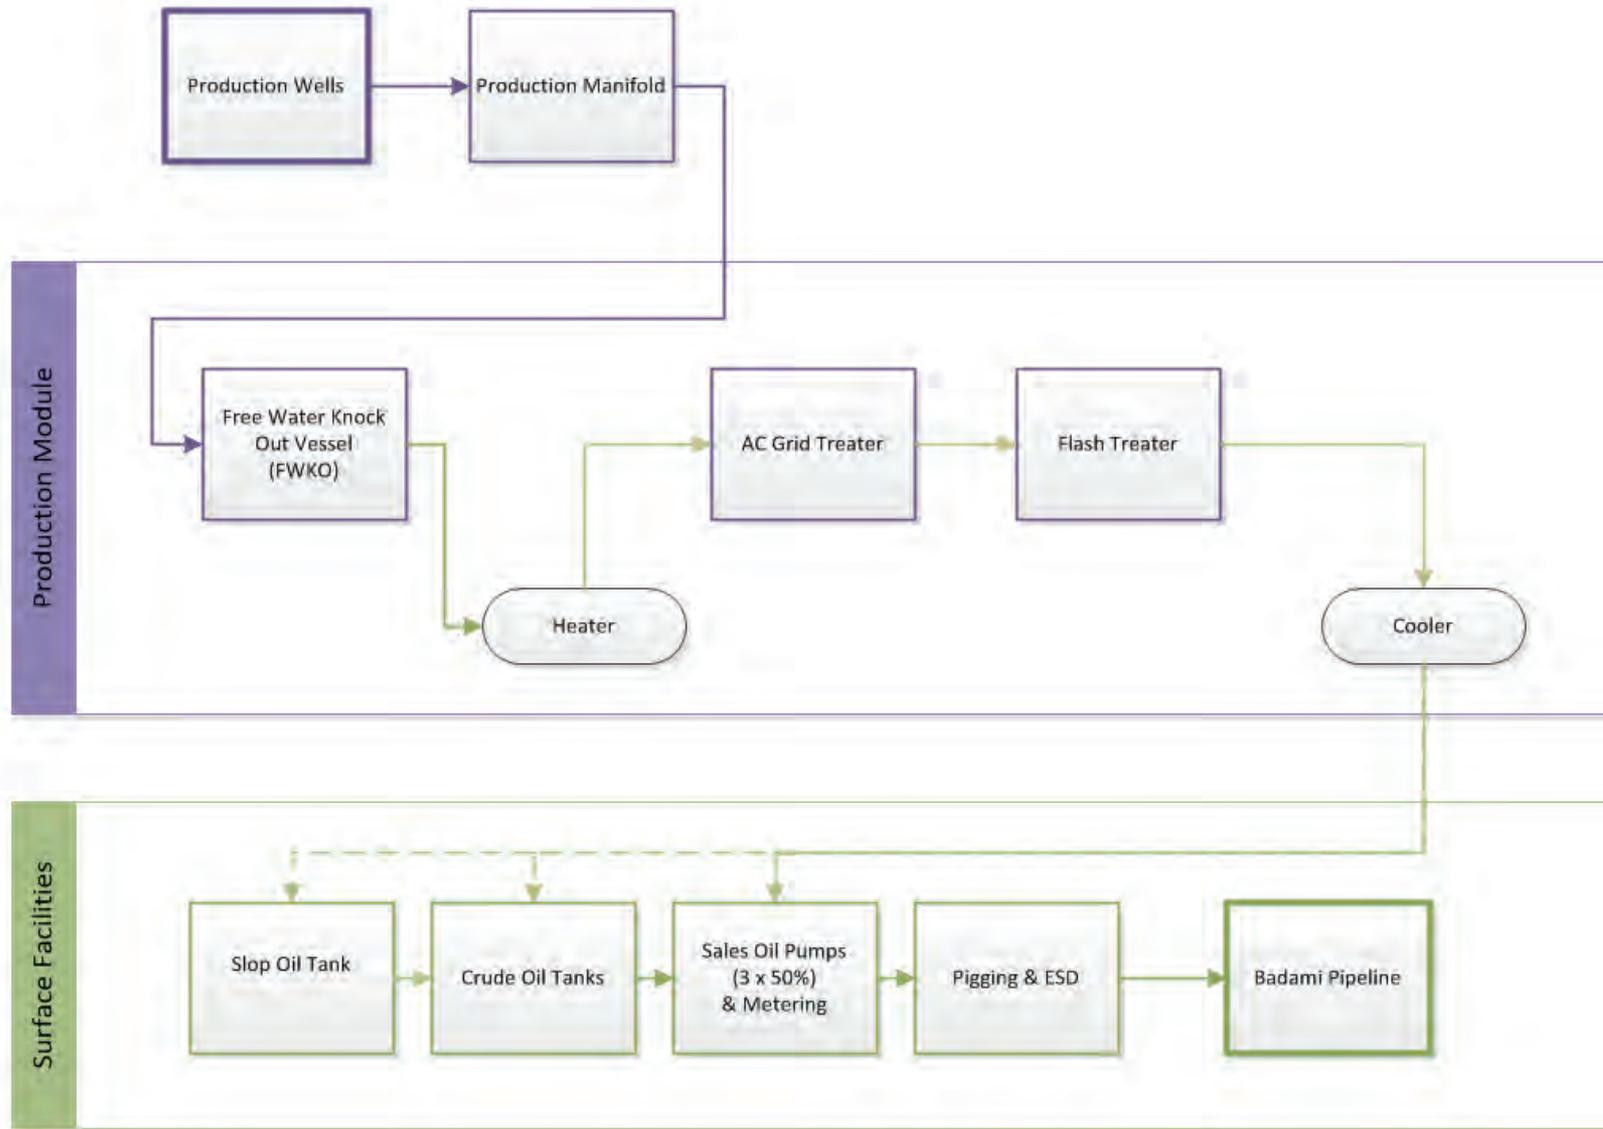 Production Wells
Production Manifold
Production Module
Free Water Knock
Out Vessel
(FWKO)
AC Grid Treater
Flash Treater
Heater
Cooler
Surface Facilities
Slop Oil Tank
Crude Oil Tanks
Sales Oil Pumps
(3 x 50%)
& Metering
Pigging & ESD
Badami Pipeline